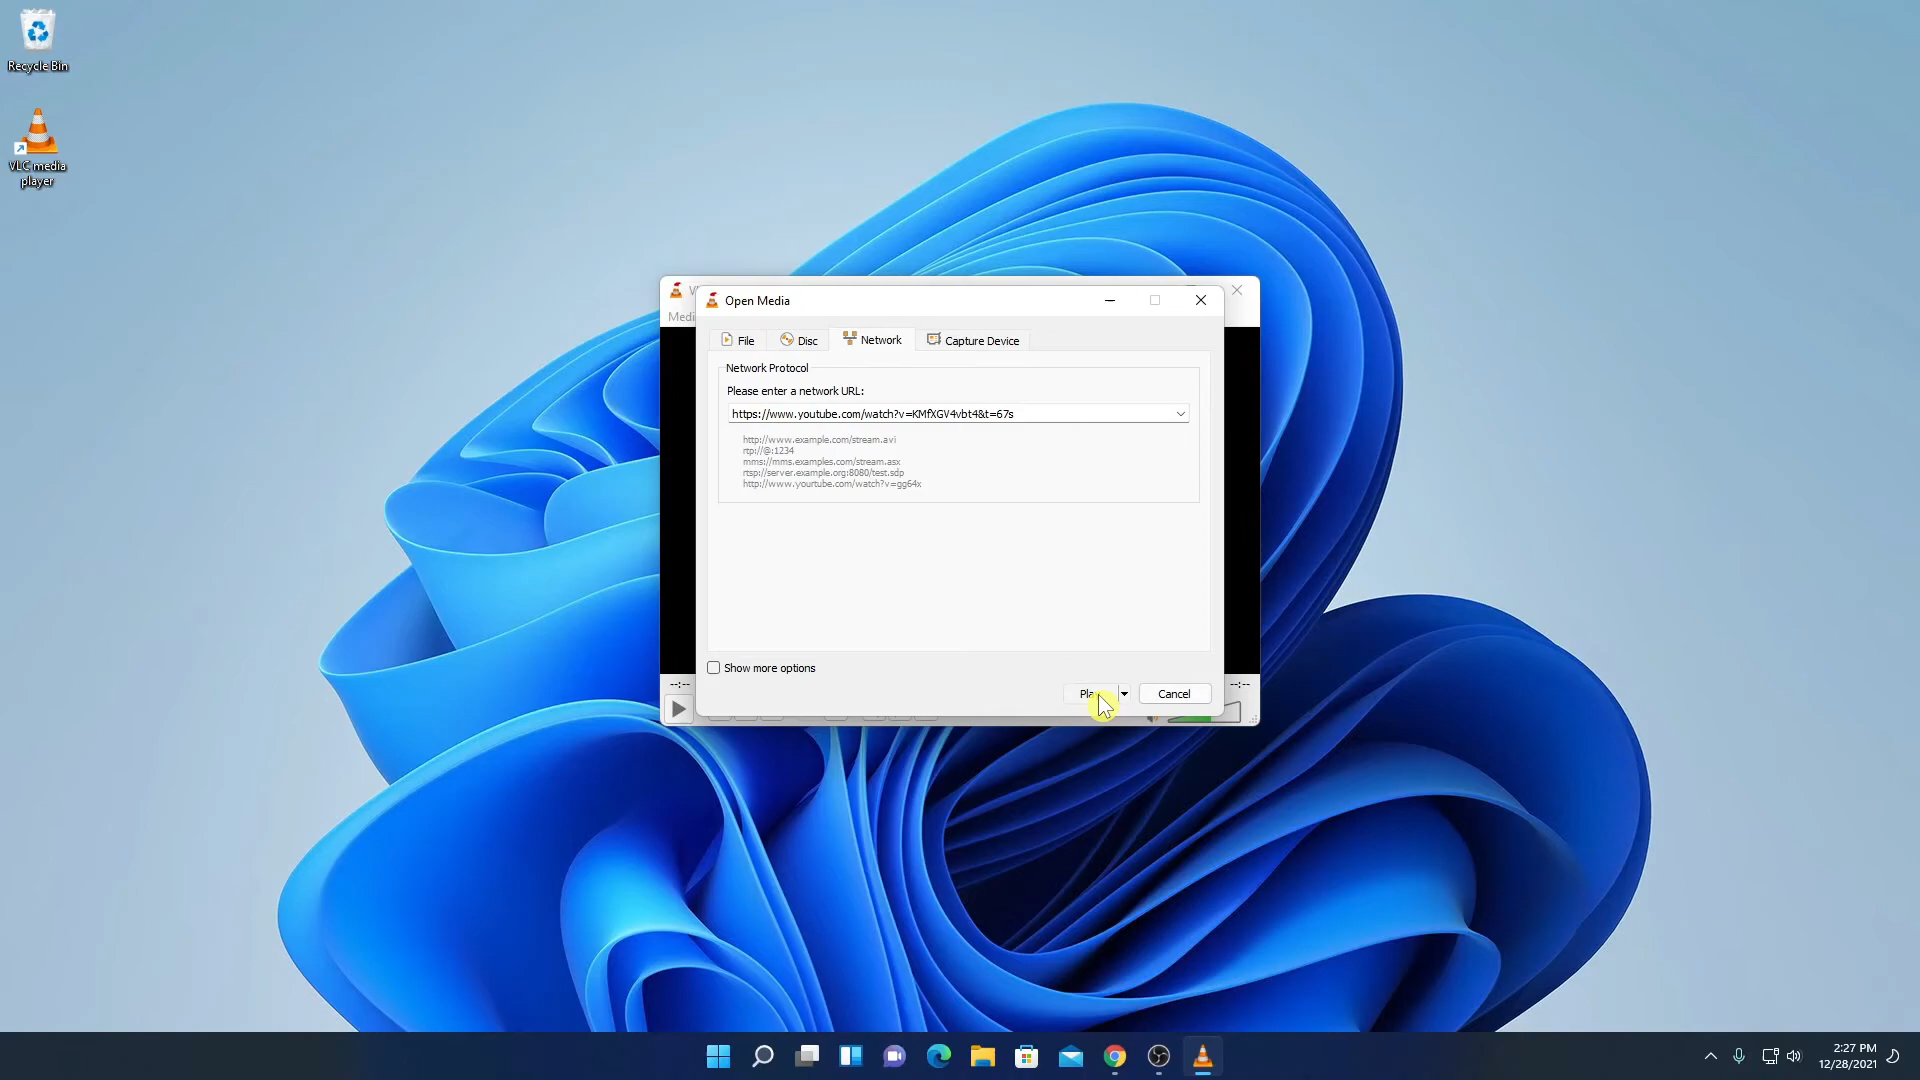 Recycle Bin
VLC media
player
Open Media
Medi
File
Disc
Network
Capture Device
Network Protocol
Please enter a network URL:
https://www.youtube.com/watch?v=KMfXGV4vbt4&t=67s
http://www.example.com/stream.avi
rtp://@:1234
mms://mms.examples.com/stream.asx
rtsp://server.example.org:8080/test.sdp
http://www.yourtube.com/watch?v=gg64x
Show more options
--:--
--:--
Cancel
2:27 PM
12/28/2021